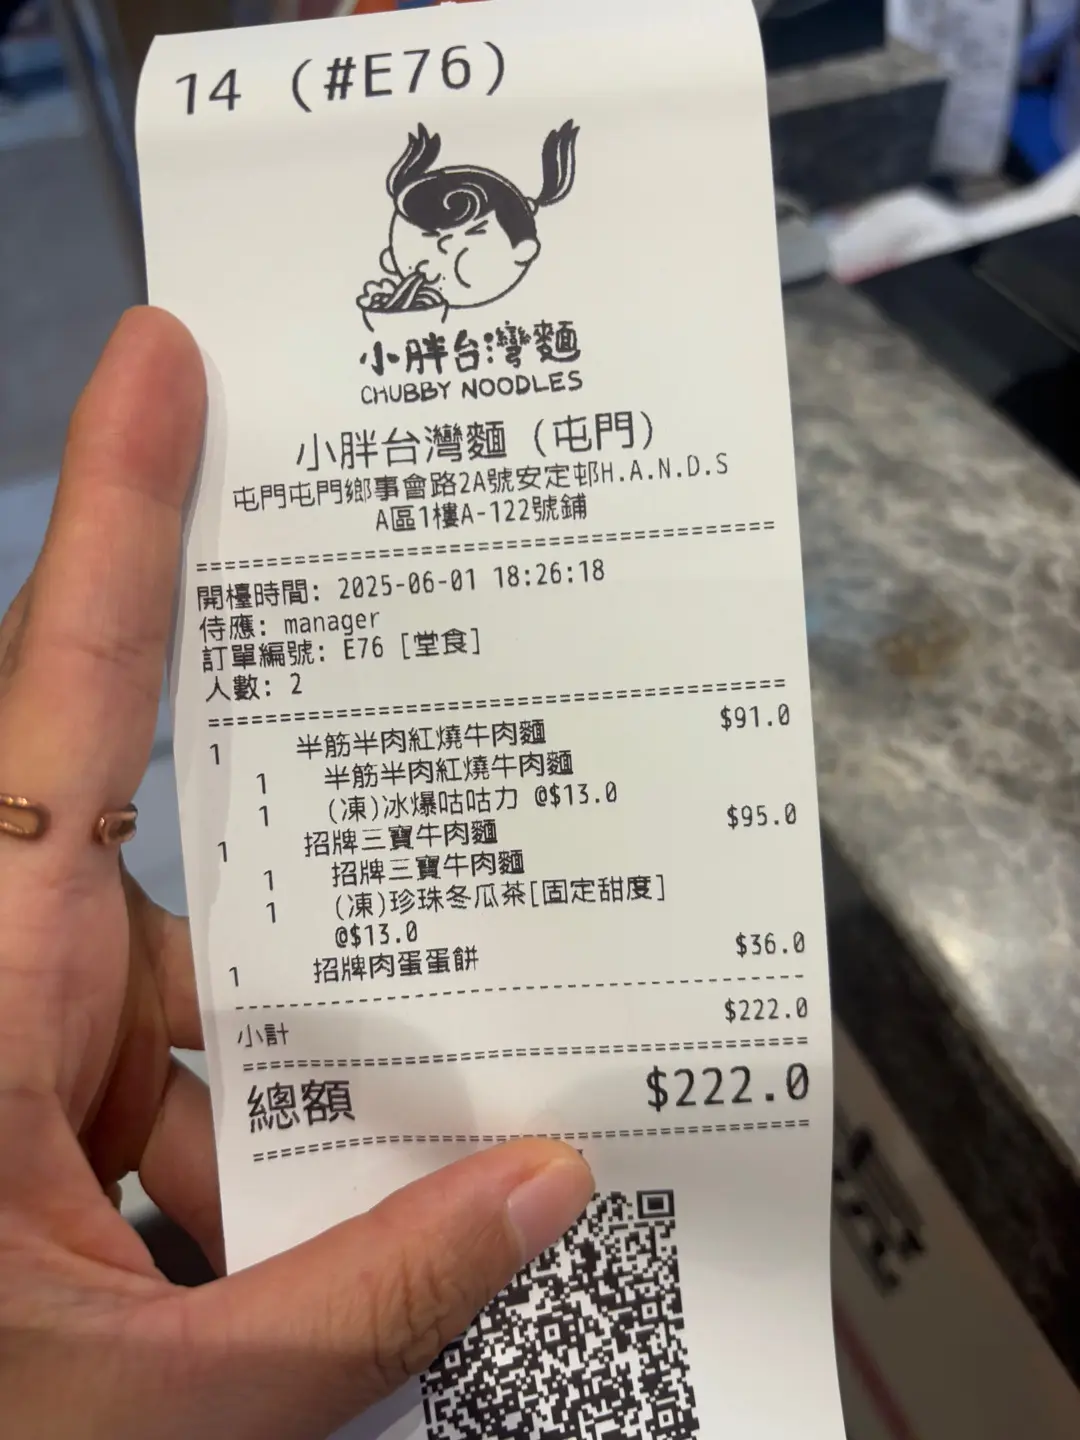 14 (#E76)
小胖台灣麵
CHUBBY NOODLES
小胖台灣麵 (屯門)
屯門屯門鄉事會路2A號安定邨H.A.N.D.S
A區1樓A-122號鋪
開檯時間: 2025-06-01 18:26:18
侍應: manager
訂單編號: E76 [堂食]
人數: 2
1 半筋半肉紅燒牛肉麵 $91.0
1 半筋半肉紅燒牛肉麵
1 (凍)冰爆咕咕力 @$13.0
1 招牌三寶牛肉麵 $95.0
1 招牌三寶牛肉麵
1 (凍)珍珠冬瓜茶[固定甜度]
@$13.0
1 招牌肉蛋蛋餅 $36.0
小計 $222.0
總額 $222.0